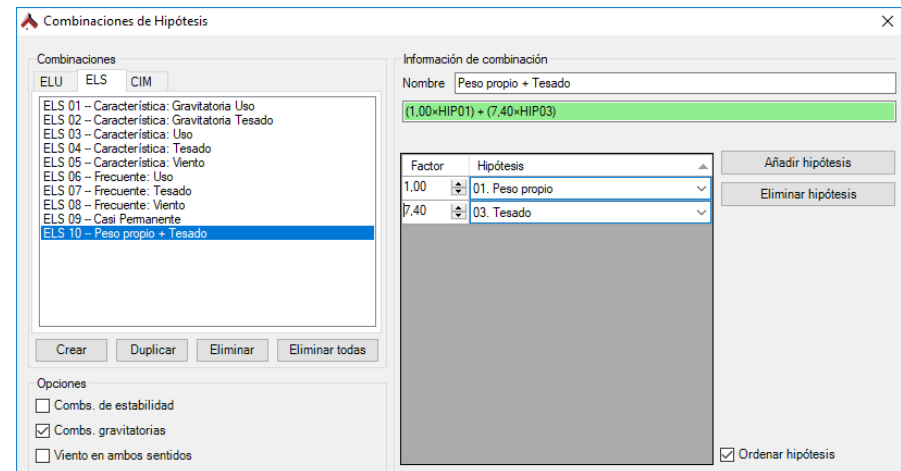 Combinaciones de Hipótesis
Combinaciones
ELU ELS CIM
ELS 01 -- Característica: Gravitatoria Uso
ELS 02 -- Característica: Gravitatoria Tesado
ELS 03 -- Característica: Uso
ELS 04 -- Característica: Tesado
ELS 05 -- Característica: Viento
ELS 06 -- Frecuente: Uso
ELS 07 -- Frecuente: Tesado
ELS 08 -- Frecuente: Viento
ELS 09 -- Casi Permanente
ELS 10 -- Peso propio + Tesado
Crear Duplicar Eliminar Eliminar todas
Opciones
Combs. de estabilidad
Combs. gravitatorias
Viento en ambos sentidos
Información de combinación
Nombre Peso propio + Tesado
(1,00×HIP01) + (7,40×HIP03)
Factor Hipótesis
1,00 01. Peso propio
7,40 03. Tesado
Añadir hipótesis
Eliminar hipótesis
Ordenar hipótesis